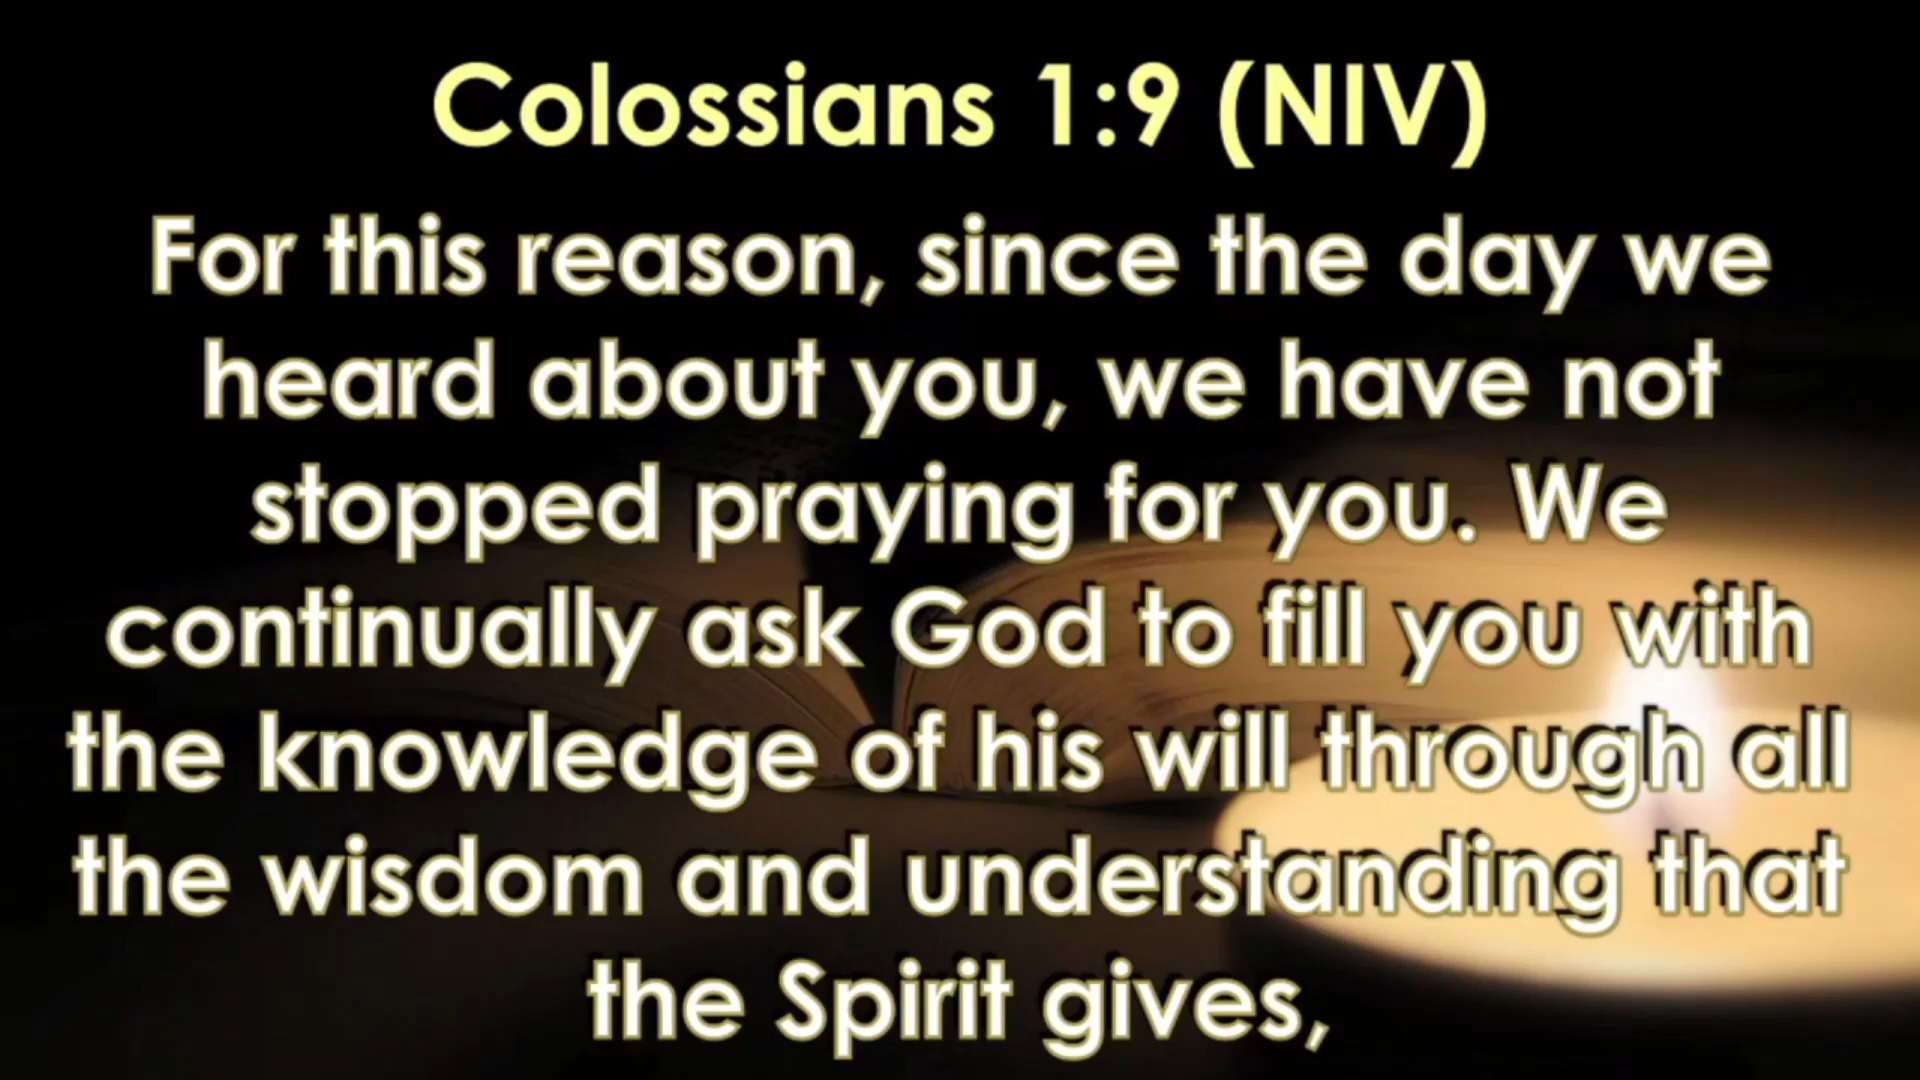 Colossians 1:9 (NIV)
For this reason, since the day we
heard about you, we have not
stopped praying for you. We
continually ask God to fill you with
the knowledge of his will through all
the wisdom and understanding that
the Spirit gives,